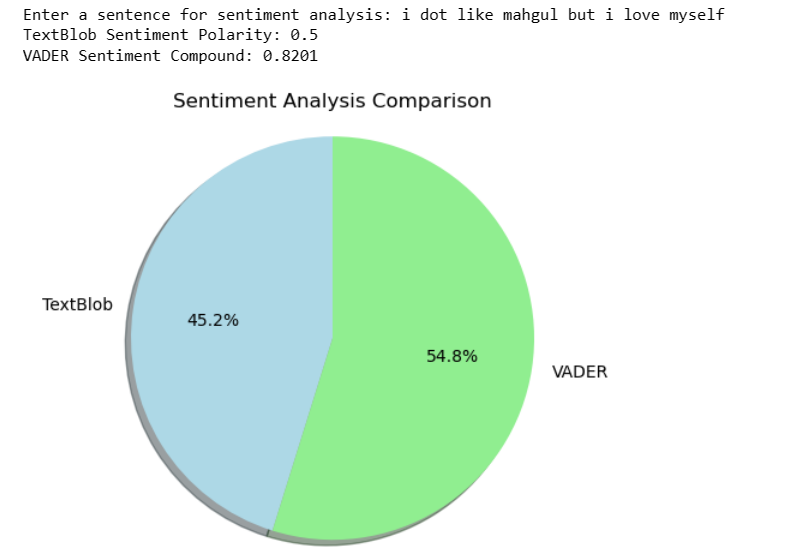 Enter a sentence for sentiment analysis: i dot like mahgul but i love myself
TextBlob Sentiment Polarity: 0.5
VADER Sentiment Compound: 0.8201
Sentiment Analysis Comparison
TextBlob
45.2%
54.8%
VADER